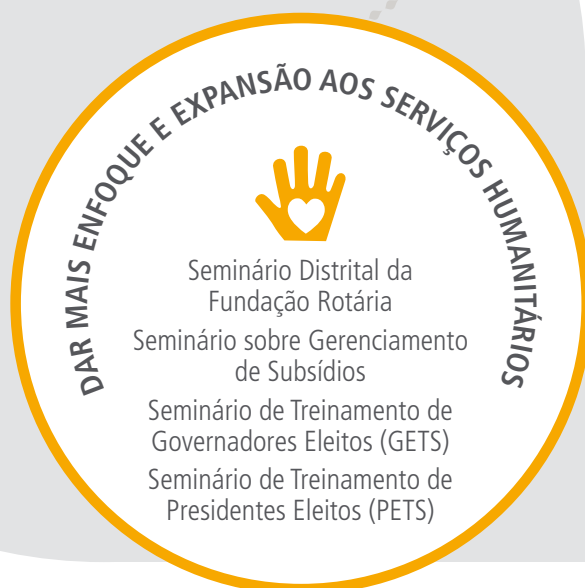 DAR MAIS ENFOQUE E EXPANSÃO AOS SERVIÇOS HUMANITÁRIOS
Seminário Distrital da
Fundação Rotária
Seminário sobre Gerenciamento
de Subsídios
Seminário de Treinamento de
Governadores Eleitos (GETS)
Seminário de Treinamento de
Presidentes Eleitos (PETS)